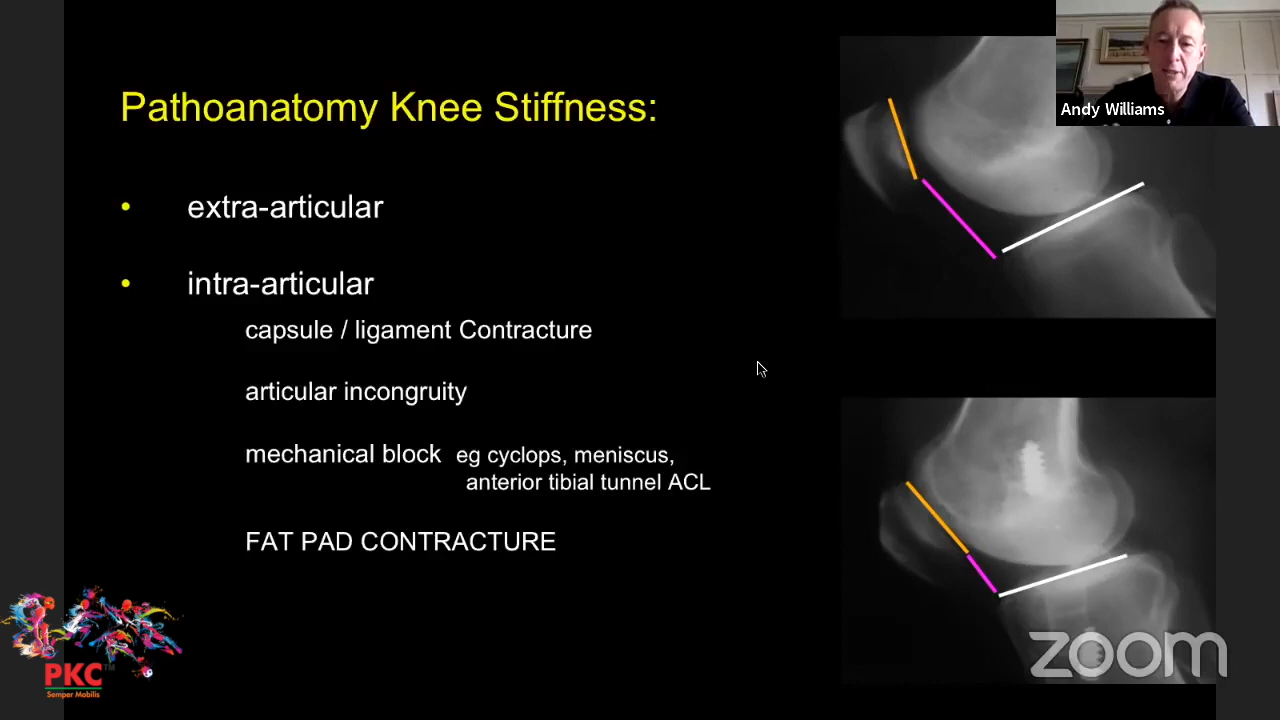 Andy Williams
Pathoanatomy Knee Stiffness:
• extra-articular
• intra-articular
capsule / ligament Contracture
articular incongruity
mechanical block eg cyclops, meniscus,
anterior tibial tunnel ACL
FAT PAD CONTRACTURE
PKC™
Semper Mobilis
zoom